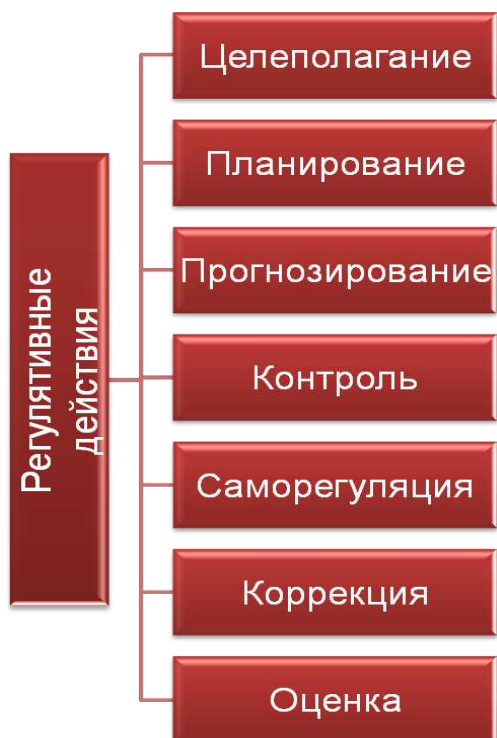 Регулятивные
действия
Целеполагание
Планирование
Прогнозирование
Контроль
Саморегуляция
Коррекция
Оценка